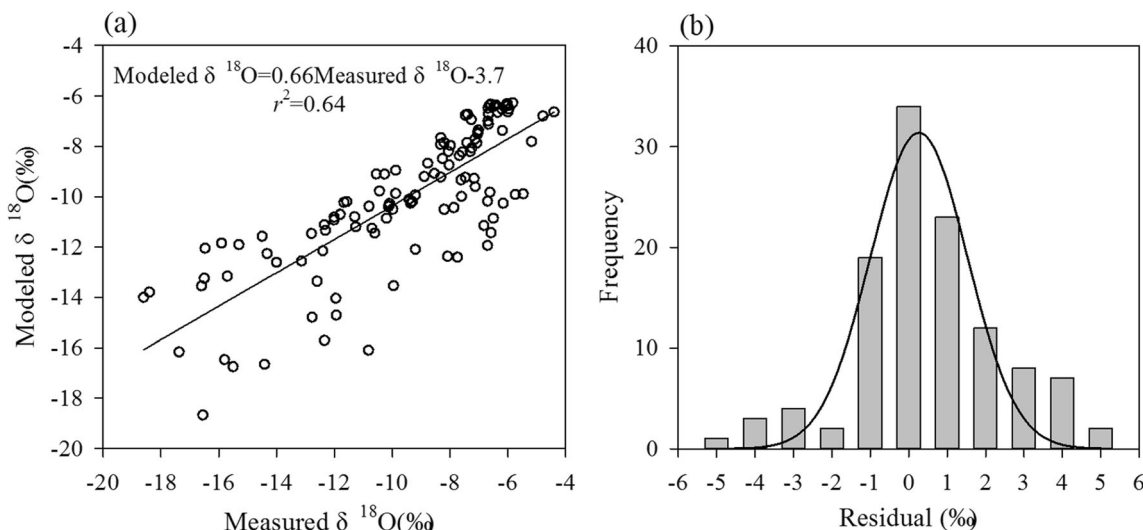 (a)
Modeled δ ¹⁸O=0.66Measured δ ¹⁸O-3.7
r²=0.64
Modeled δ ¹⁸O(‰)
-4
-6
-8
-10
-12
-14
-16
-18
-20
-20 -18 -16 -14 -12 -10 -8 -6 -4
Measured δ ¹⁸O(‰)
(b)
Frequency
40
30
20
10
0
-6 -5 -4 -3 -2 -1 0 1 2 3 4 5 6
Residual (‰)